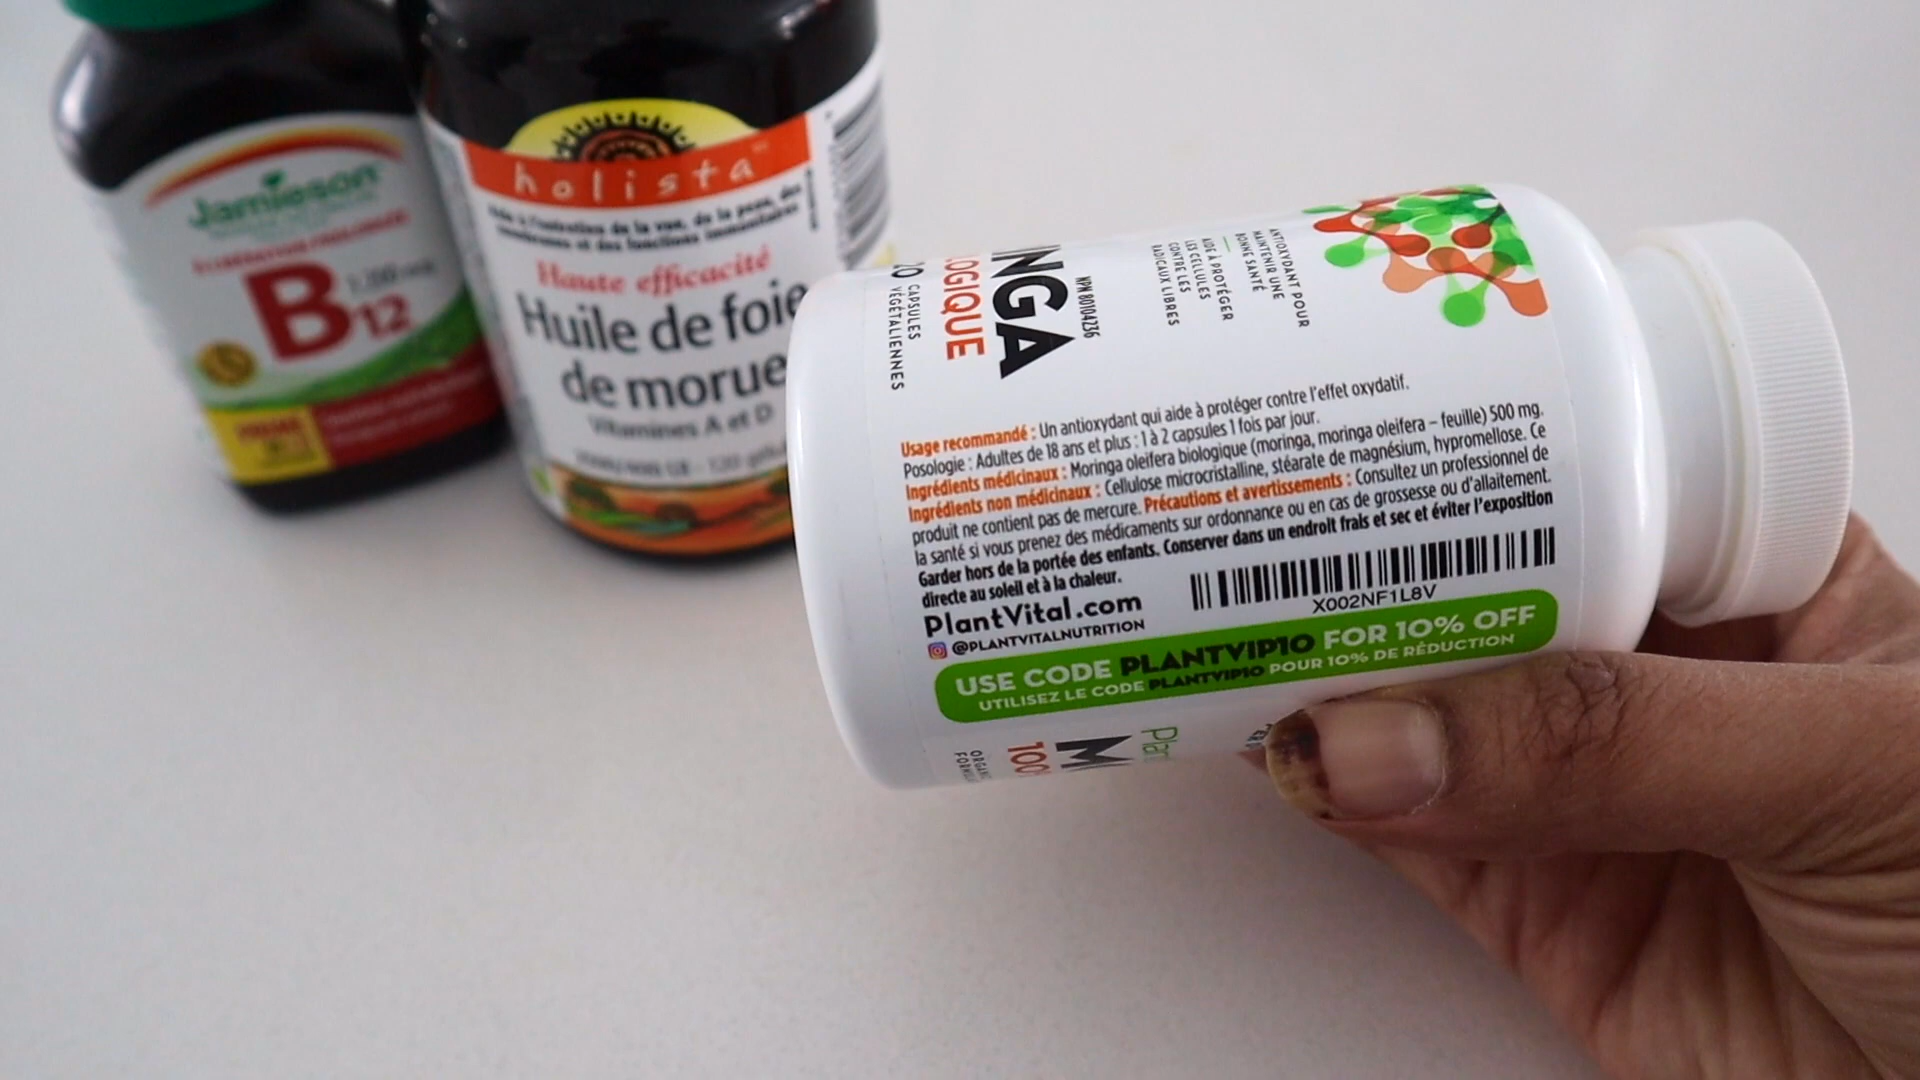 Jamieson
B12
holista
Haute efficacité
Huile de foie
de morue
Vitamines A et D
INGA
LOGIQUE
20 CAPSULES
VÉGÉTALIENNES
NPN 80104236
ANTIOXYDANT POUR
MAINTENIR UNE
BONNE SANTÉ
AIDE À PROTÉGER
LES CELLULES
CONTRE LES
RADICAUX LIBRES
Usage recommandé : Un antioxydant qui aide à protéger contre l'effet oxydatif.
Posologie : Adultes de 18 ans et plus : 1 à 2 capsules 1 fois par jour.
Ingrédients médicinaux : Moringa oleifera biologique (moringa, moringa oleifera – feuille) 500 mg.
Ingrédients non médicinaux : Cellulose microcristalline, stéarate de magnésium, hypromellose. Ce
produit ne contient pas de mercure. Précautions et avertissements : Consultez un professionnel de
la santé si vous prenez des médicaments sur ordonnance ou en cas de grossesse ou d'allaitement.
Garder hors de la portée des enfants. Conserver dans un endroit frais et sec et éviter l'exposition
directe au soleil et à la chaleur.
PlantVital.com
@PLANTVITALNUTRITION
X002NF1L8V
USE CODE PLANTVIP10 FOR 10% OFF
UTILISEZ LE CODE PLANTVIP10 POUR 10% DE RÉDUCTION
Plan
M
100